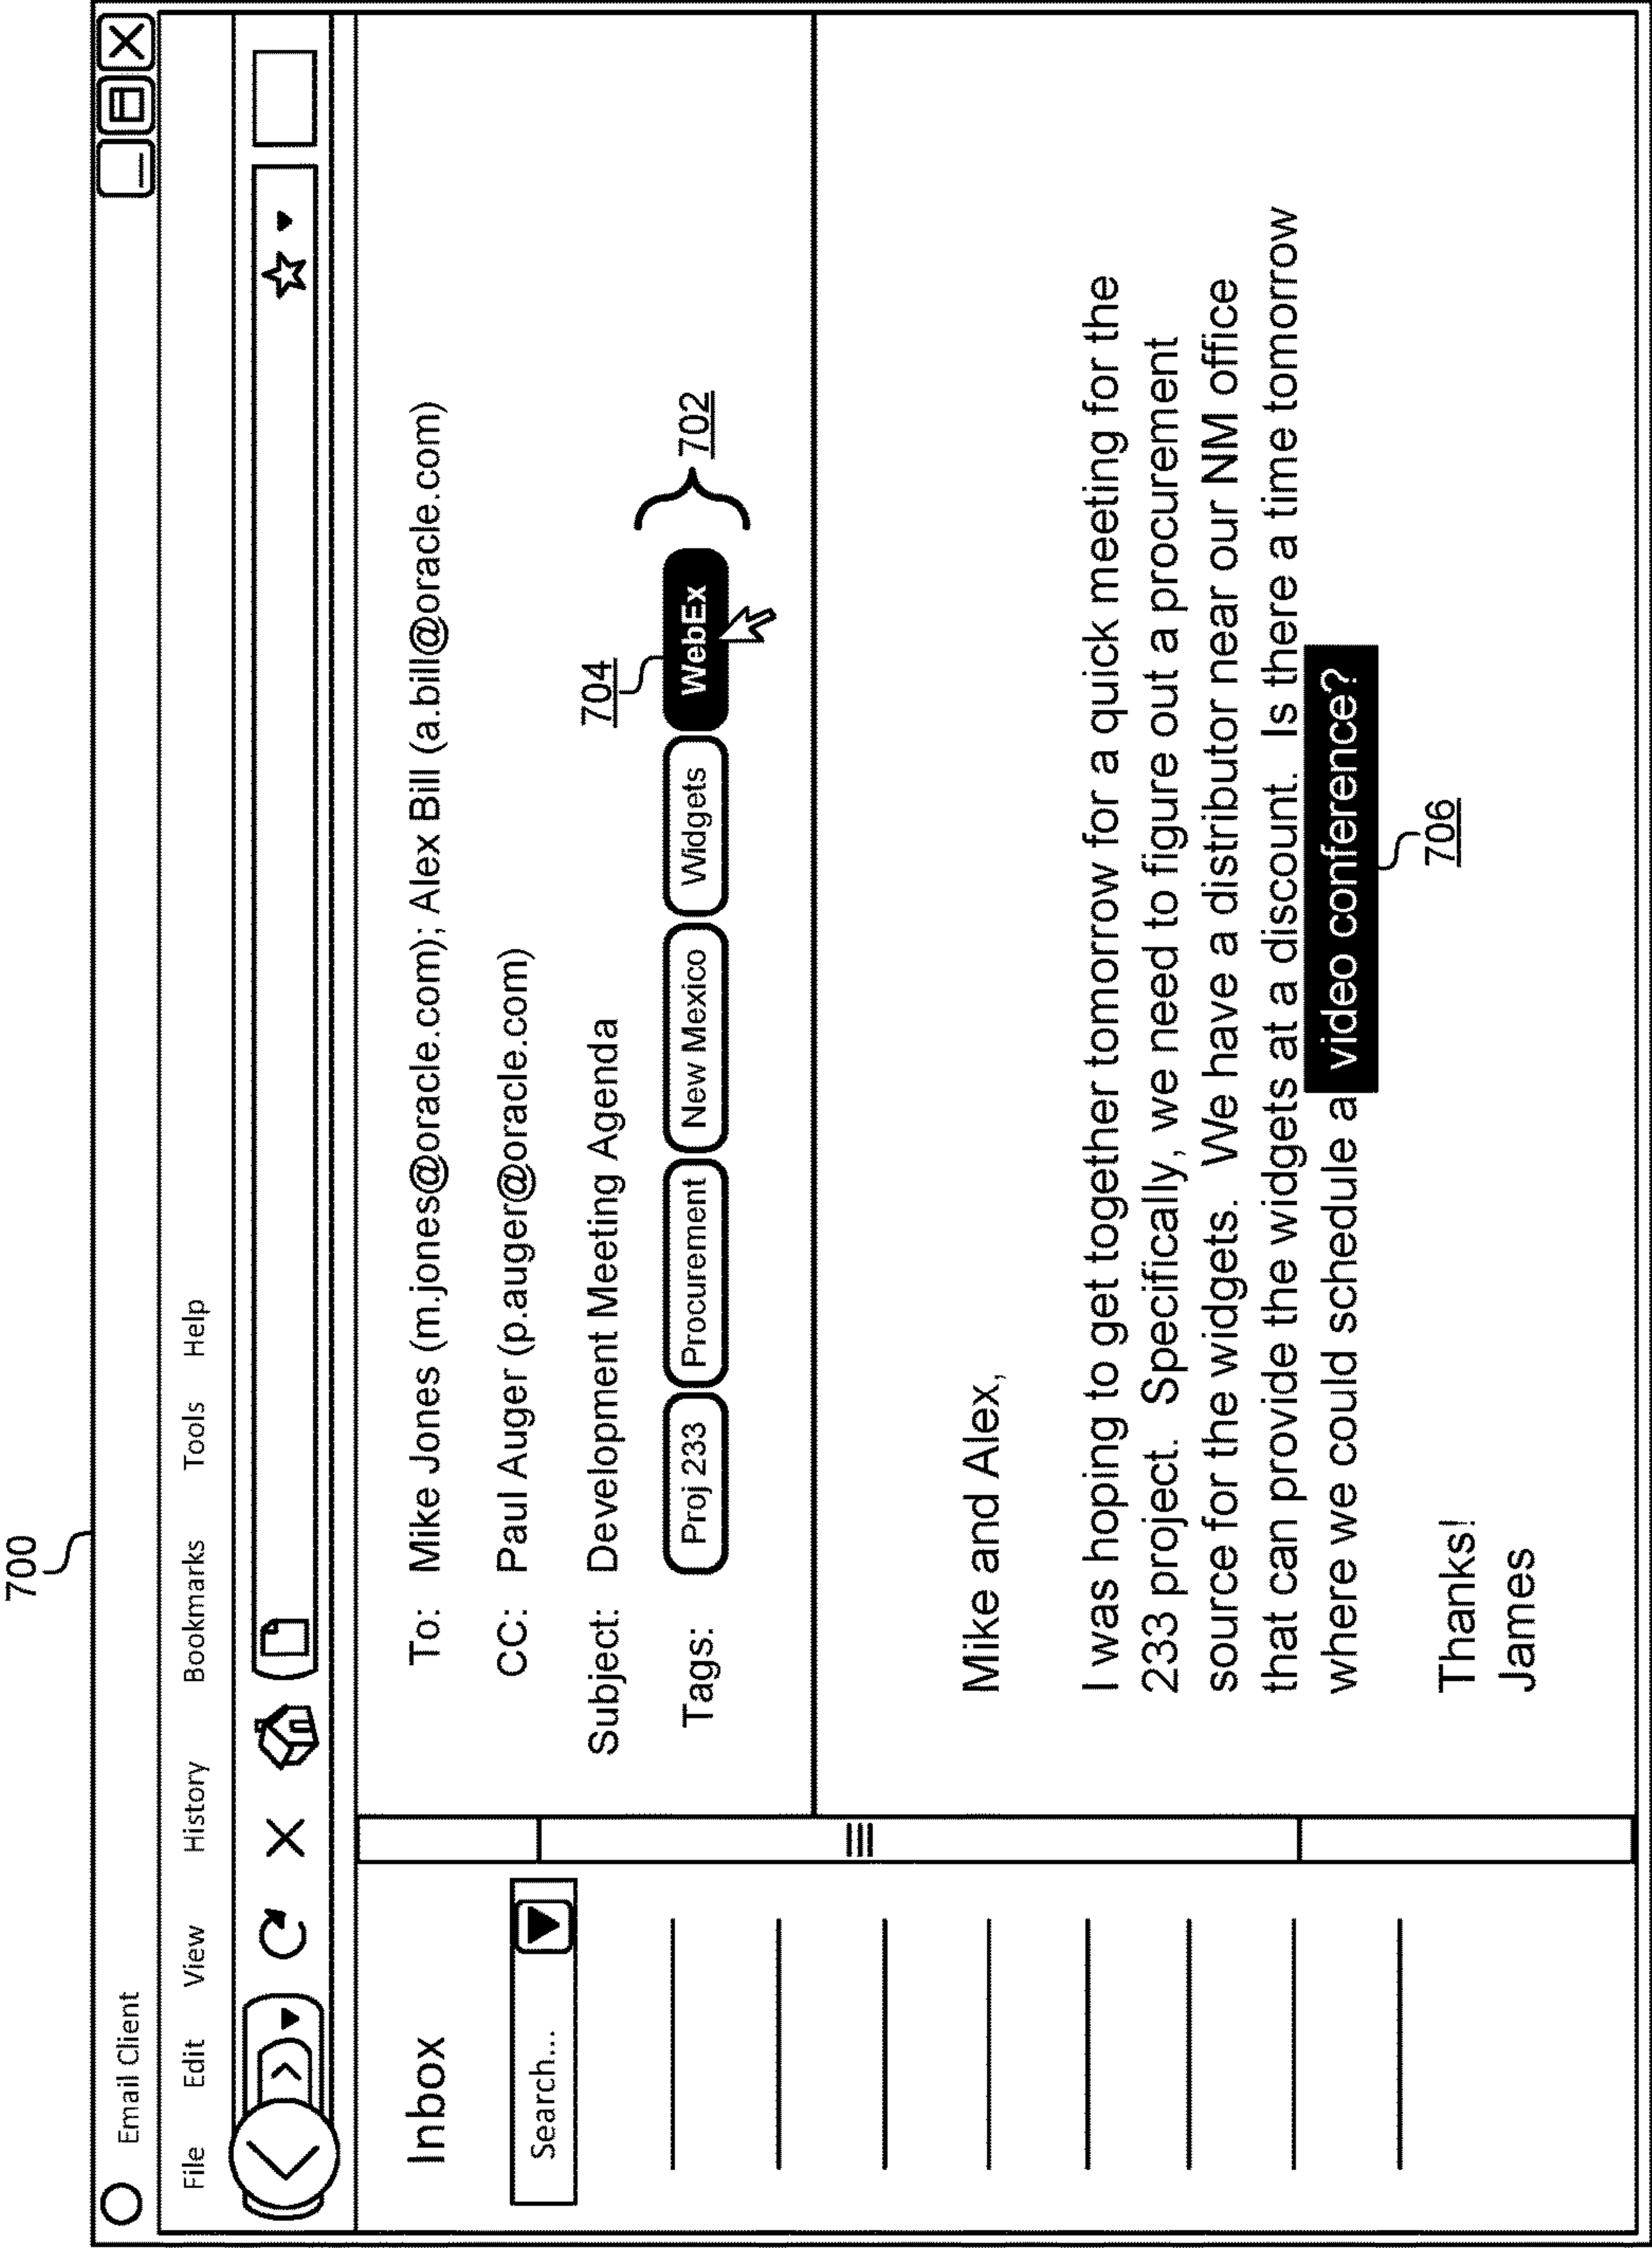 700
Email Client
File Edit View History Bookmarks Tools Help
Inbox
Search...
To: Mike Jones (m.jones@oracle.com); Alex Bill (a.bill@oracle.com)
CC: Paul Auger (p.auger@oracle.com)
Subject: Development Meeting Agenda
704
Tags: Proj 233 Procurement New Mexico Widgets WebEx 702
Mike and Alex,
I was hoping to get together tomorrow for a quick meeting for the
233 project. Specifically, we need to figure out a procurement
source for the widgets. We have a distributor near our NM office
that can provide the widgets at a discount. Is there a time tomorrow
where we could schedule a video conference?
706
Thanks!
James